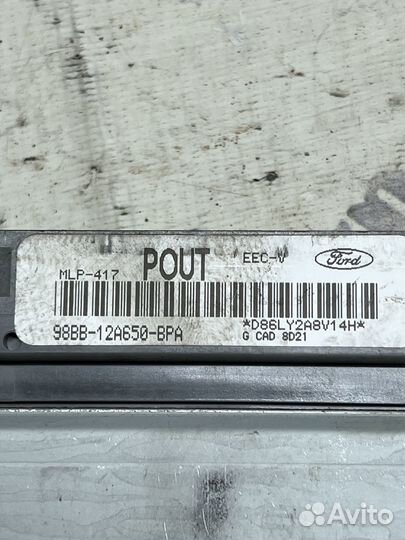 MLP-417 POUT EEC-V Ford
98BB-12A650-BPA *D86LY2A8V14H*
G CAD 8D21
Avito